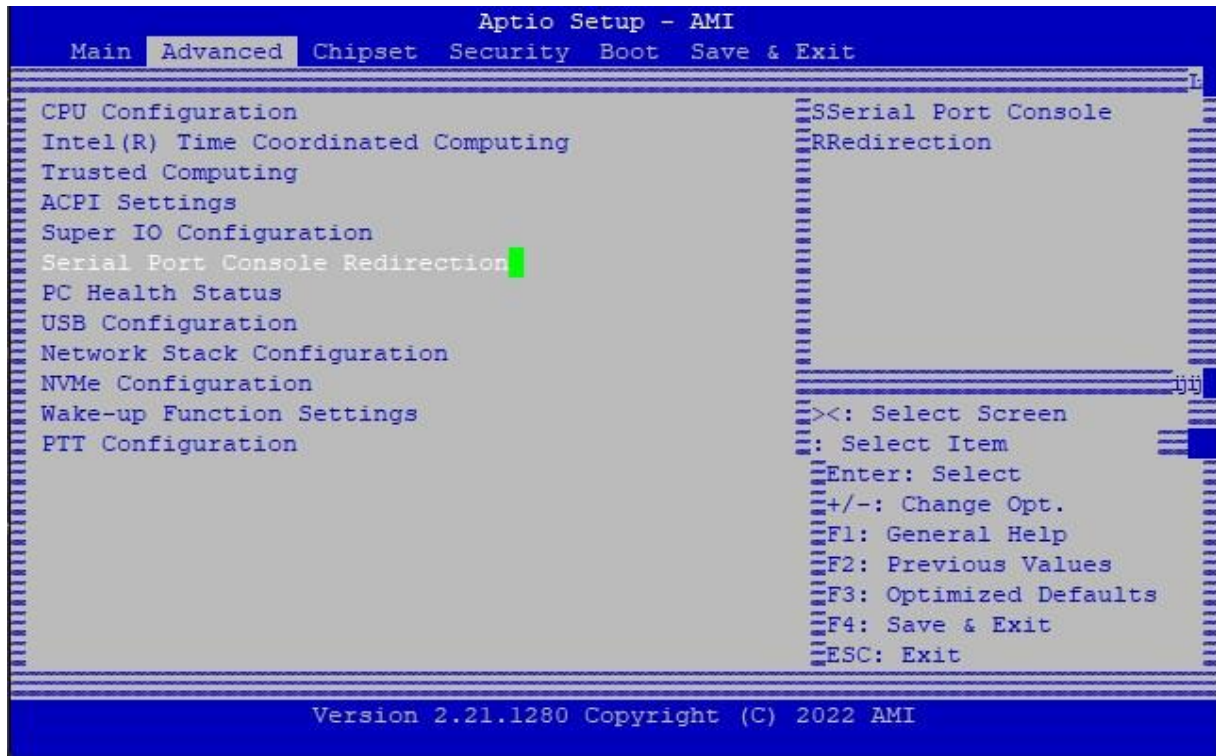 Aptio Setup - AMI
Main Advanced Chipset Security Boot Save & Exit
CPU Configuration
Intel(R) Time Coordinated Computing
Trusted Computing
ACPI Settings
Super IO Configuration
Serial Port Console Redirection
PC Health Status
USB Configuration
Network Stack Configuration
NVMe Configuration
Wake-up Function Settings
PTT Configuration
SSerial Port Console
RRedirection
><: Select Screen
: Select Item
Enter: Select
+/-: Change Opt.
F1: General Help
F2: Previous Values
F3: Optimized Defaults
F4: Save & Exit
ESC: Exit
Version 2.21.1280 Copyright (C) 2022 AMI